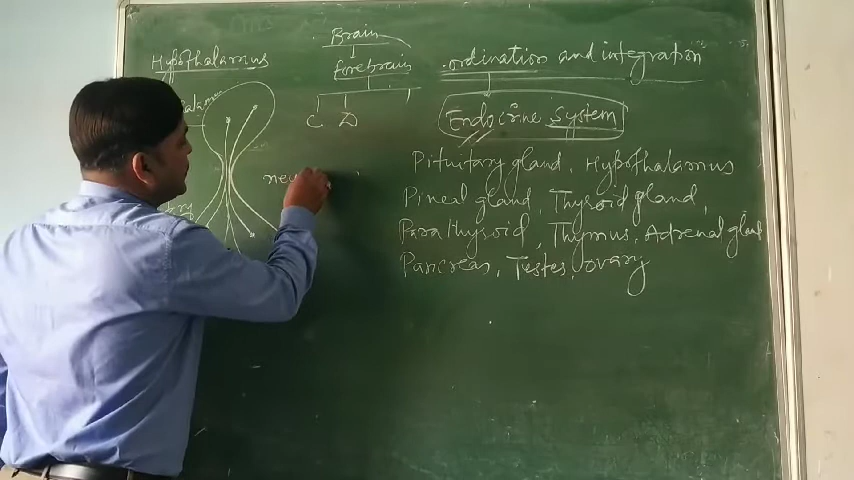 Hypothalamus
Brain
forebrain
C D
ordination and integration
Endocrine System
Pituitary gland, Hypothalamus
Pineal gland, Thyroid gland,
Parathyroid, Thymus, Adrenal gland
Pancreas, Testes, ovary